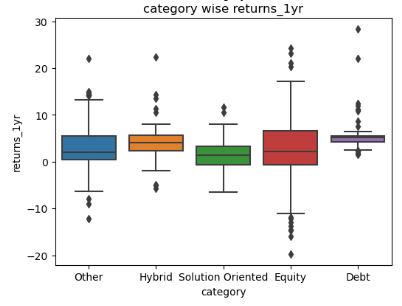 category wise returns_1yr
returns_1yr
30
20
10
0
−10
−20
Other Hybrid Solution Oriented Equity Debt
category